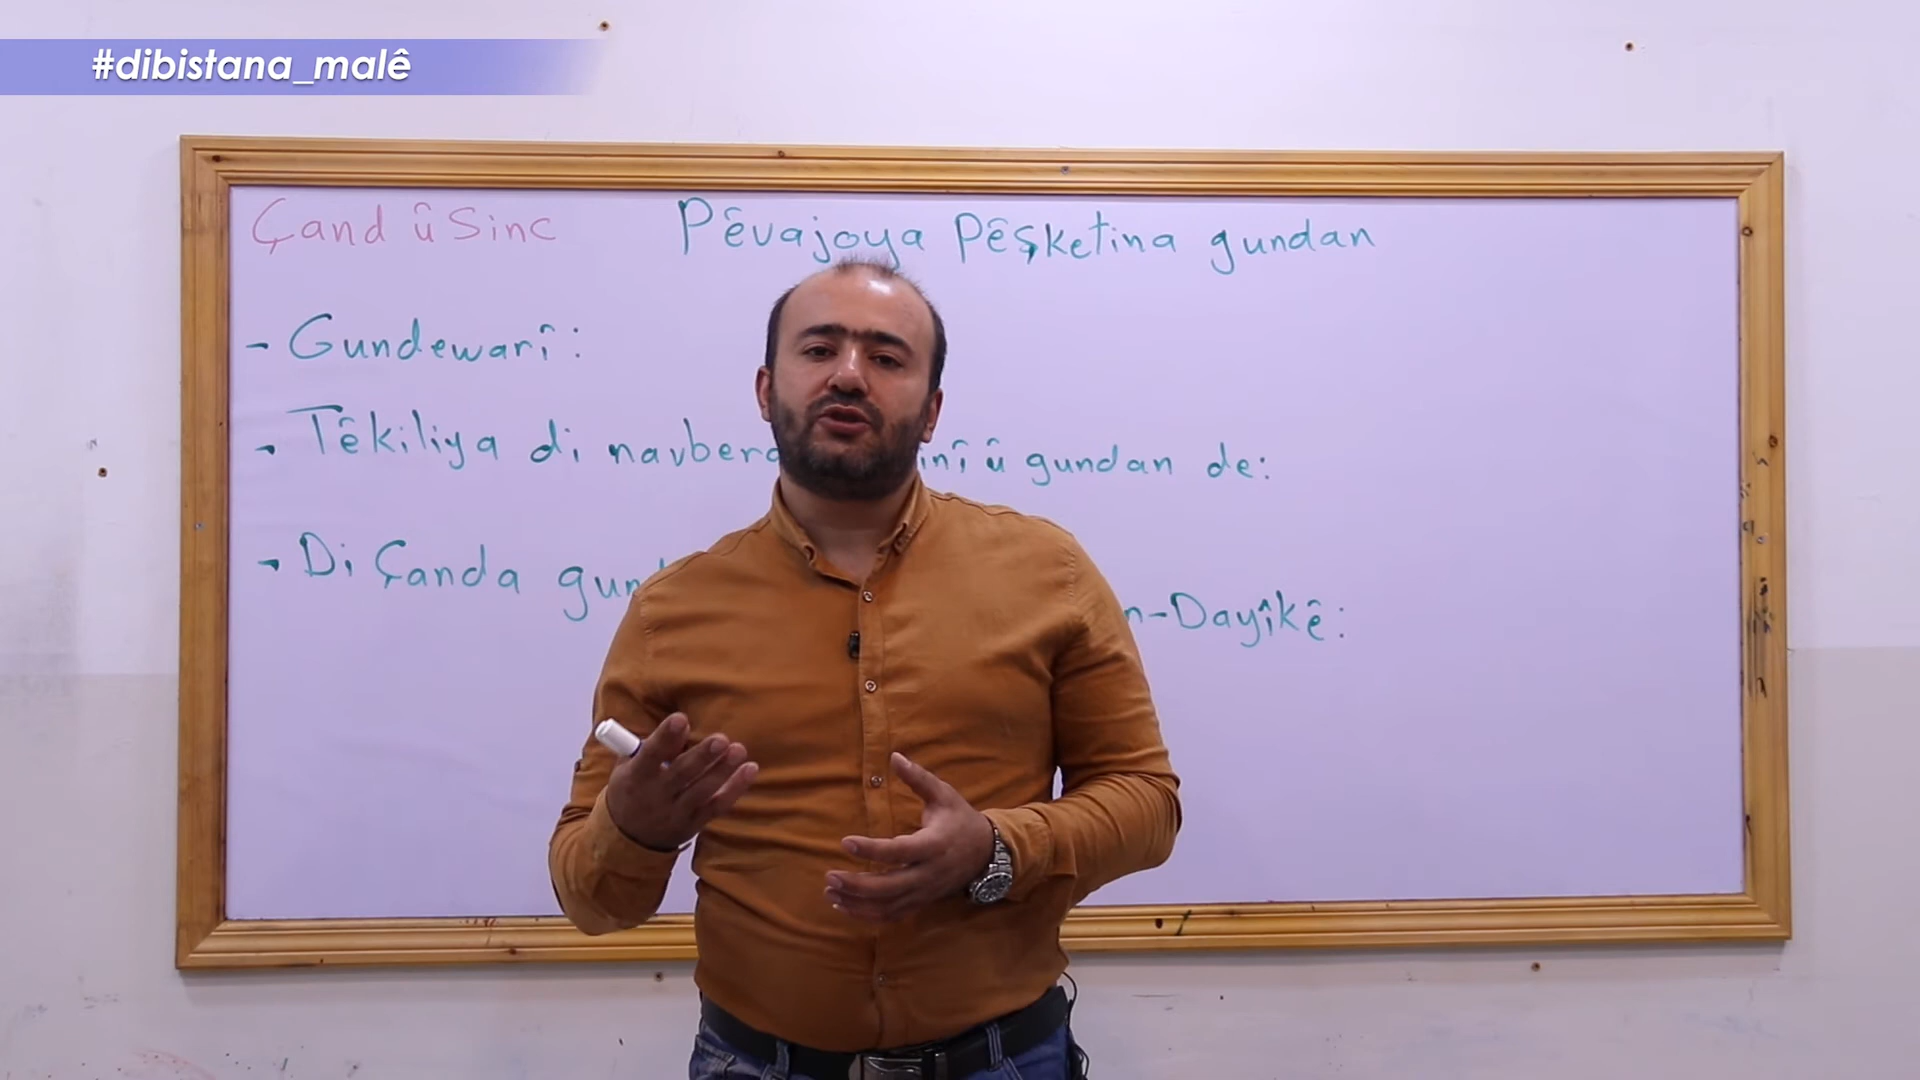 #dibistana_malê
Çand û Sinc
Pêvajoya Pêşketina gundan
- Gundewarî:
- Têkiliya di navbera û gundan de:
- Di Çanda
-Dayîkê: